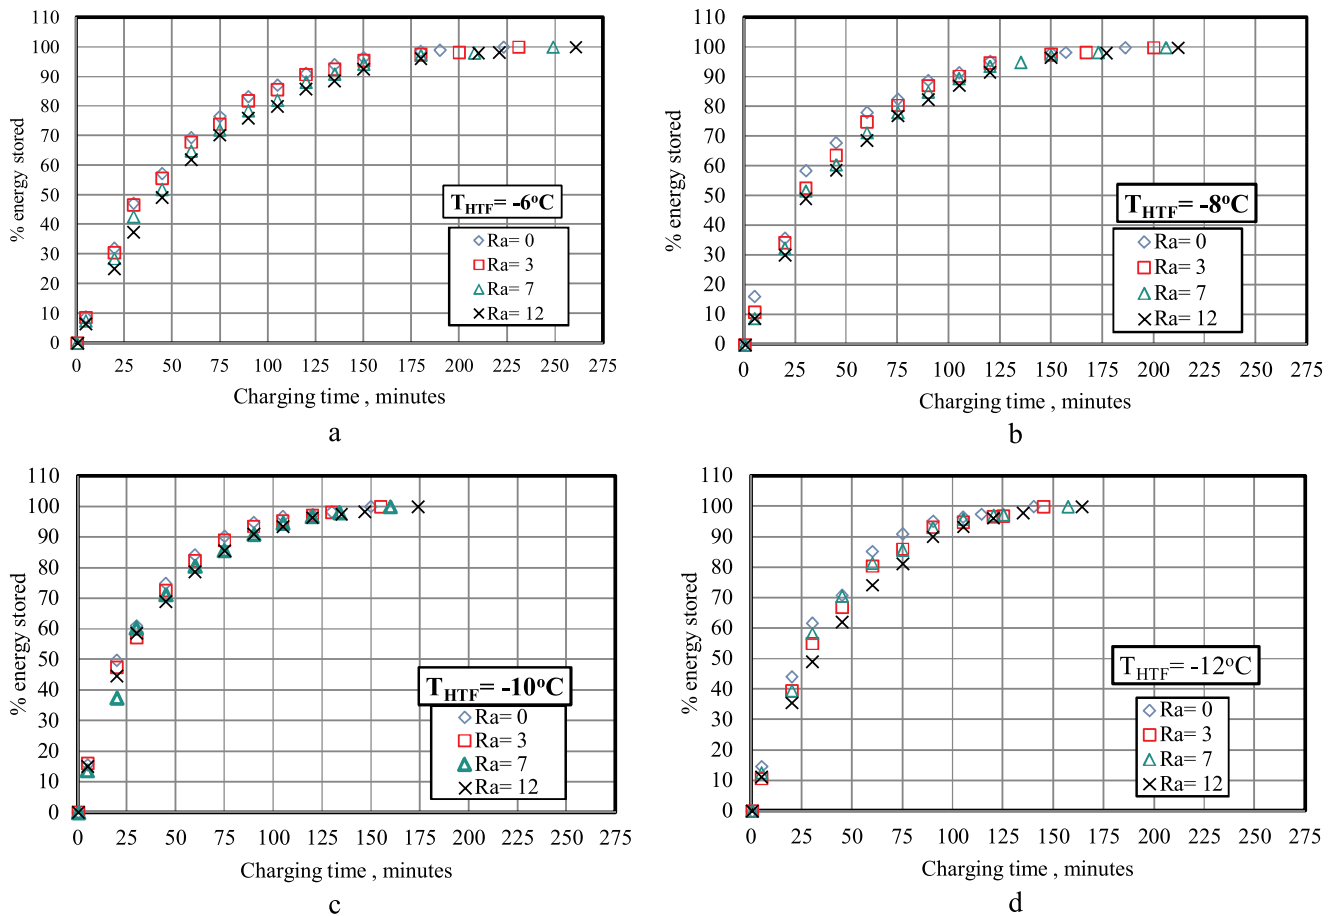 110
100
90
80
70
60
50
40
30
20
10
0
% energy stored
T_HTF= -6°C
Ra= 0
Ra= 3
Ra= 7
Ra= 12
0 25 50 75 100 125 150 175 200 225 250 275
Charging time , minutes
a
110
100
90
80
70
60
50
40
30
20
10
0
% energy stored
T_HTF= -8°C
Ra= 0
Ra= 3
Ra= 7
Ra= 12
0 25 50 75 100 125 150 175 200 225 250 275
Charging time , minutes
b
110
100
90
80
70
60
50
40
30
20
10
0
% energy stored
T_HTF= -10°C
Ra= 0
Ra= 3
Ra= 7
Ra= 12
0 25 50 75 100 125 150 175 200 225 250 275
Charging time , minutes
c
110
100
90
80
70
60
50
40
30
20
10
0
% energy stored
T_HTF= -12°C
Ra= 0
Ra= 3
Ra= 7
Ra= 12
0 25 50 75 100 125 150 175 200 225 250 275
Charging time , minutes
d